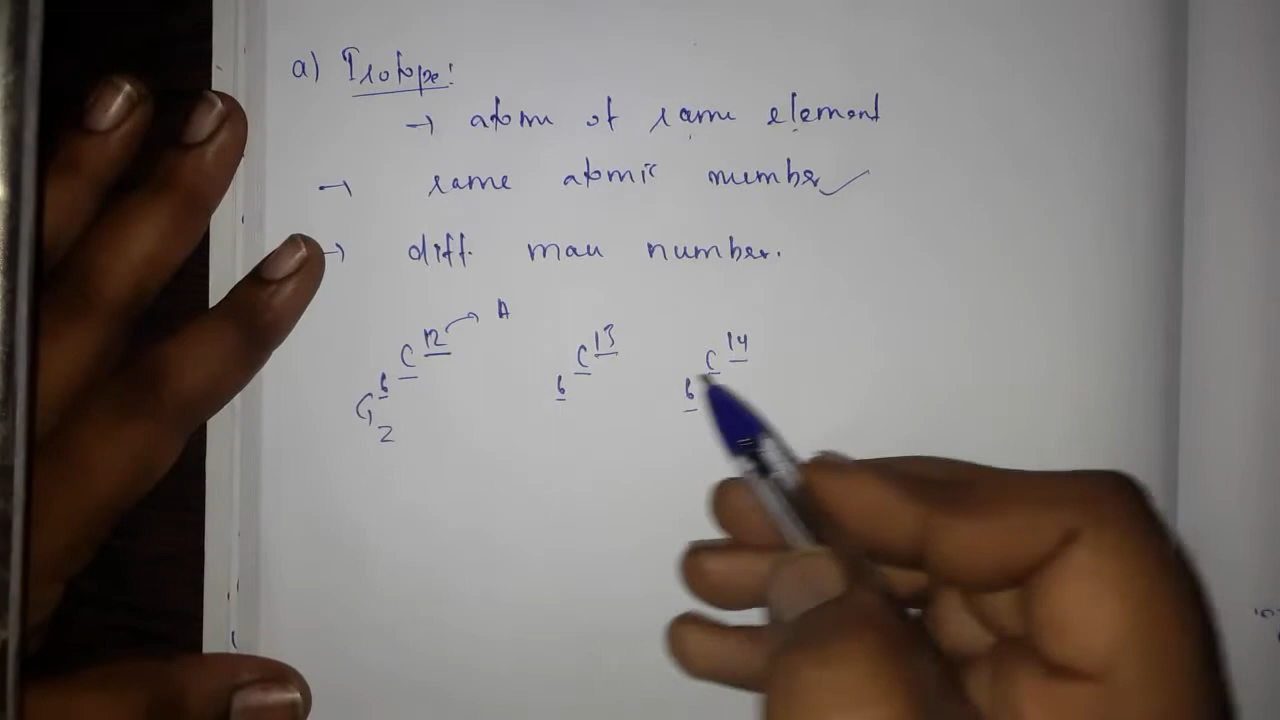 a) Isotope:
→ atom of same element
→ same atomic number ✓
→ diff. mass number.
6 C 12 → A 6 C 13 6 C 14
Z